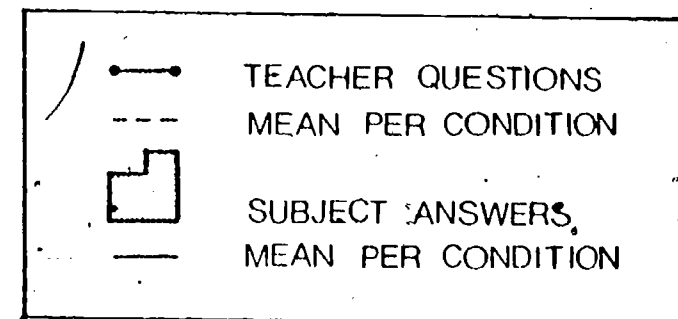 TEACHER QUESTIONS
MEAN PER CONDITION
SUBJECT ANSWERS
MEAN PER CONDITION